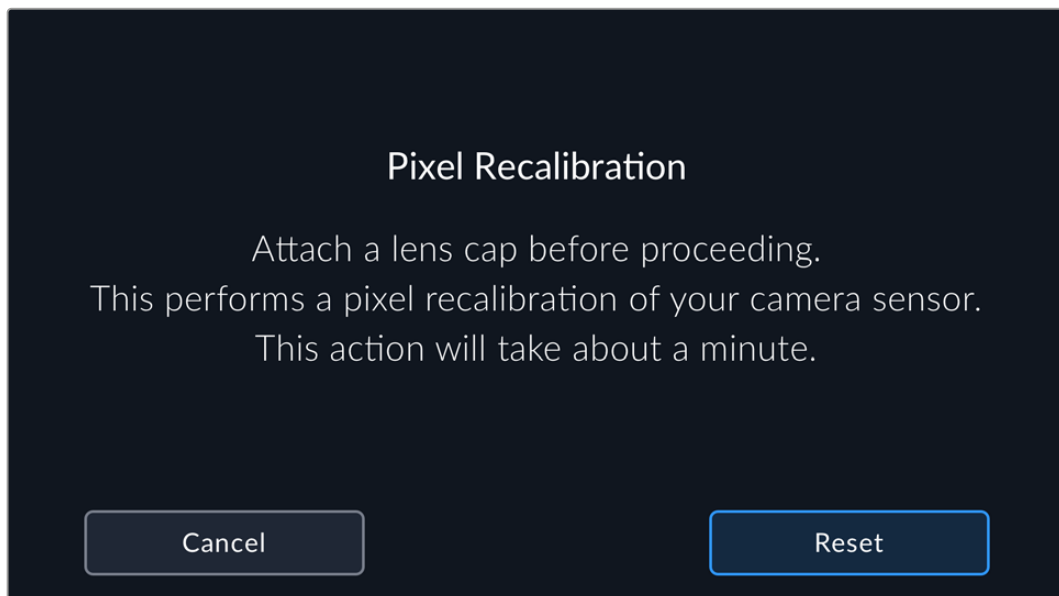 Pixel Recalibration
Attach a lens cap before proceeding.
This performs a pixel recalibration of your camera sensor.
This action will take about a minute.
Cancel
Reset